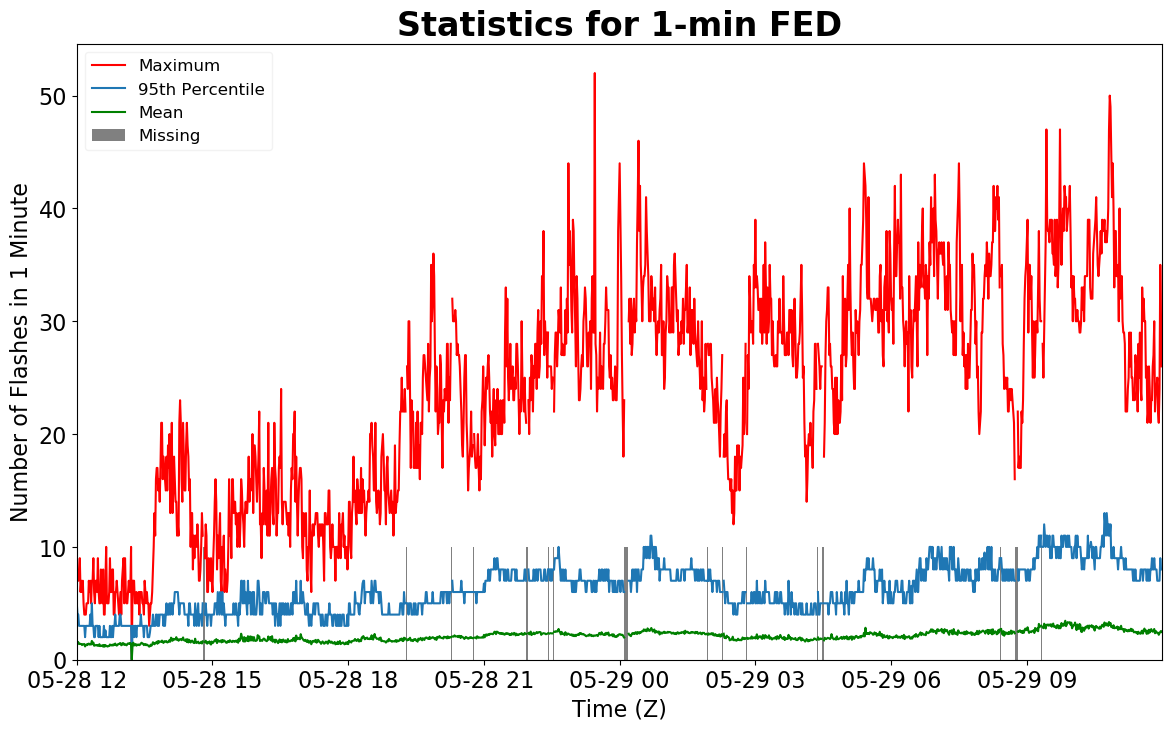 Statistics for 1-min FED
Maximum
95th Percentile
Mean
Missing
Number of Flashes in 1 Minute
50
40
30
20
10
0
05-28 12 05-28 15 05-28 18 05-28 21 05-29 00 05-29 03 05-29 06 05-29 09
Time (Z)